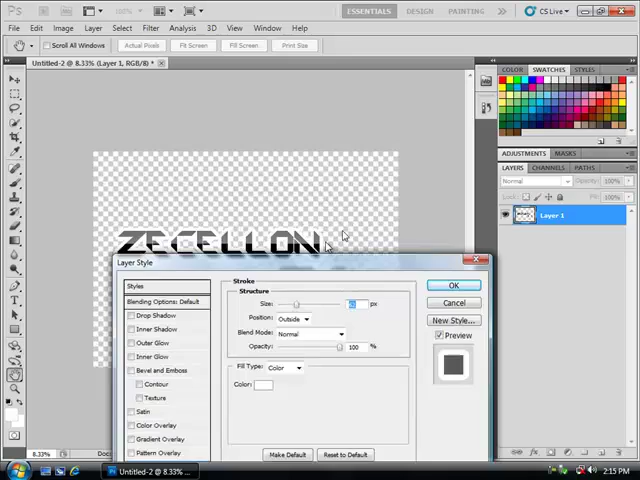 8.3%
ESSENTIALS
DESIGN
PAINTING
CS Live
File Edit Image Layer Select Filter Analysis 3D View Window Help
Scroll All Windows
Actual Pixels
Fit Screen
Fill Screen
Print Size
Untitled-2 @ 8.33% (Layer 1, RGB/8) *
COLOR SWATCHES STYLES
ADJUSTMENTS MASKS
LAYERS CHANNELS PATHS
Normal Opacity: 100%
Lock: Fill: 100%
Layer 1
ZECELLON
Layer Style
Styles
Blending Options: Default
Drop Shadow
Inner Shadow
Outer Glow
Inner Glow
Bevel and Emboss
Contour
Texture
Satin
Color Overlay
Gradient Overlay
Pattern Overlay
Stroke
Structure
Size: px
Position: Outside
Blend Mode: Normal
Opacity: 100 %
Fill Type: Color
Color:
Make Default
Reset to Default
OK
Cancel
New Style...
Preview
8.33%
Untitled-2 @ 8.33% (...
2:15 PM